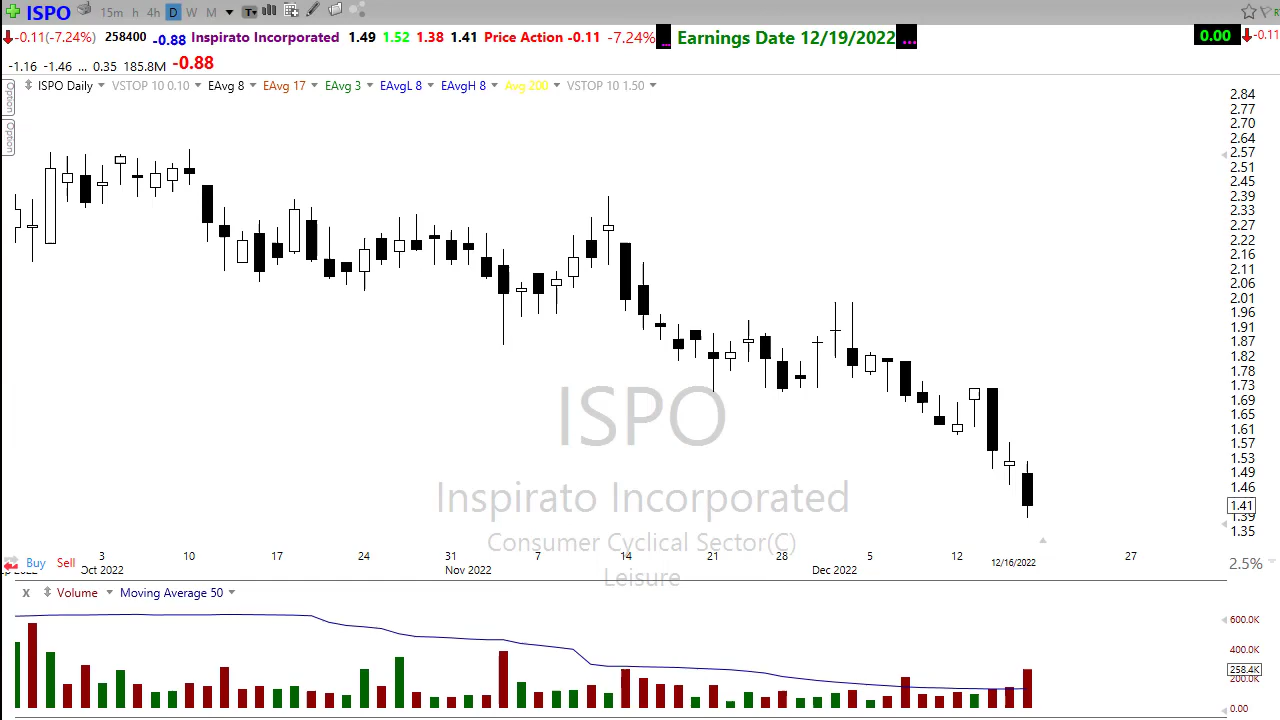 ISPO 15m h 4h D W M
-0.11(-7.24%) 258400 -0.88 Inspirato Incorporated 1.49 1.52 1.38 1.41 Price Action -0.11 -7.24% ... Earnings Date 12/19/2022 ... 0.00 -0.11
-1.16 -1.46 ... 0.35 185.8M -0.88
ISPO Daily VSTOP 10 0.10 EAvg 8 EAvg 17 EAvg 3 EAvgL 8 EAvgH 8 Avg 200 VSTOP 10 1.50
Option
Option
2.84
2.77
2.70
2.64
2.57
2.51
2.45
2.39
2.33
2.27
2.22
2.16
2.11
2.06
2.01
1.96
1.91
1.87
1.82
1.78
1.73
1.69
1.65
1.61
1.57
1.53
1.49
1.46
1.41
1.39
1.35
ISPO
Inspirato Incorporated
Consumer Cyclical Sector(C)
Leisure
3 10 17 24 31 7 14 21 28 5 12 12/16/2022 27
Buy Sell
Oct 2022 Nov 2022 Dec 2022
2.5%
x Volume Moving Average 50
600.0K
400.0K
258.4K
200.0K
0.00